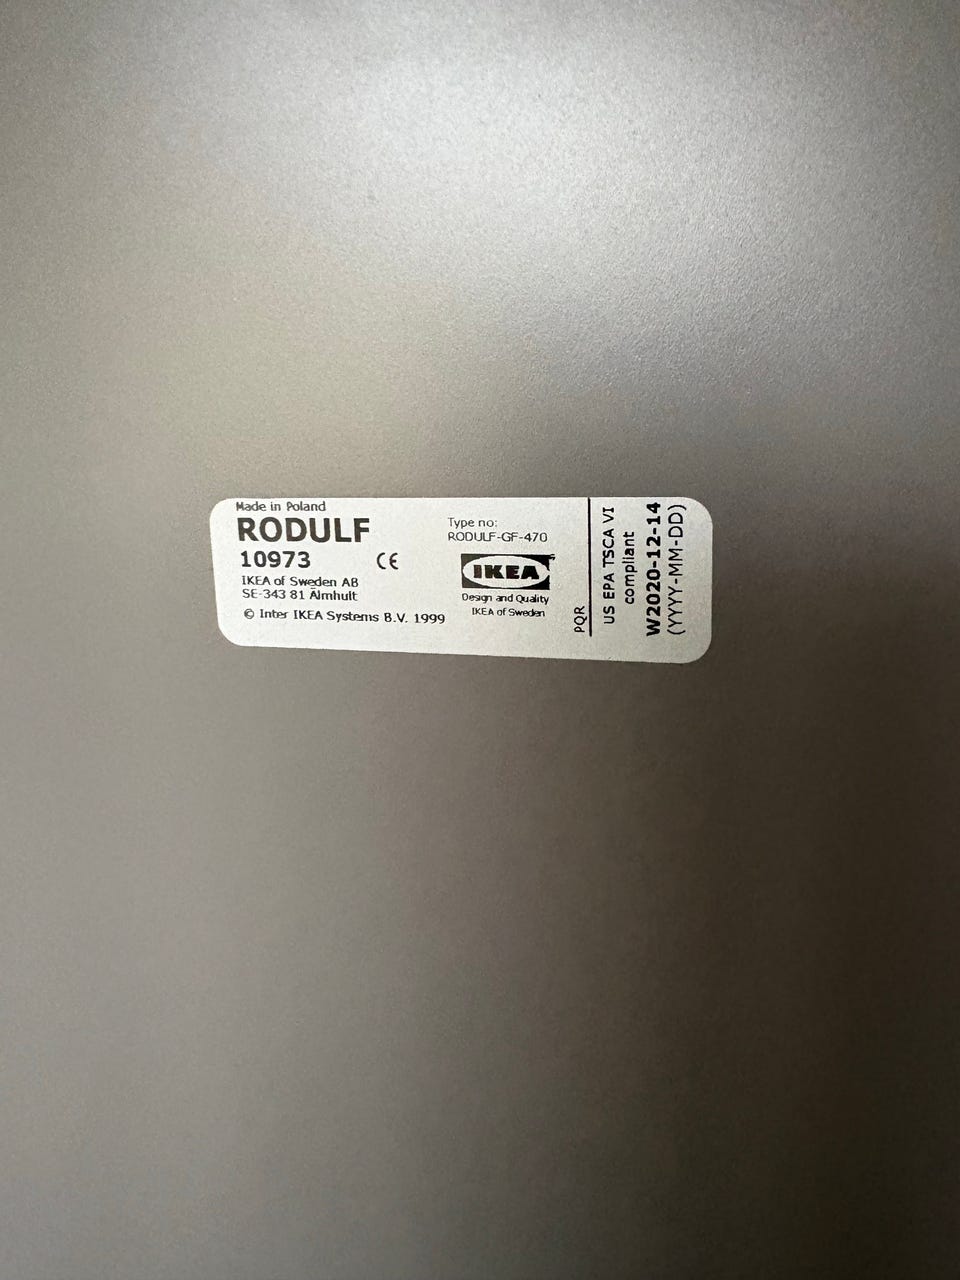 Made in Poland
RODULF
10973
CE
IKEA of Sweden AB
SE-343 81 Älmhult
© Inter IKEA Systems B.V. 1999
Type no:
RODULF-GF-470
IKEA
Design and Quality
IKEA of Sweden
PQR
US EPA TSCA VI
compliant
W2020-12-14
(YYYY-MM-DD)